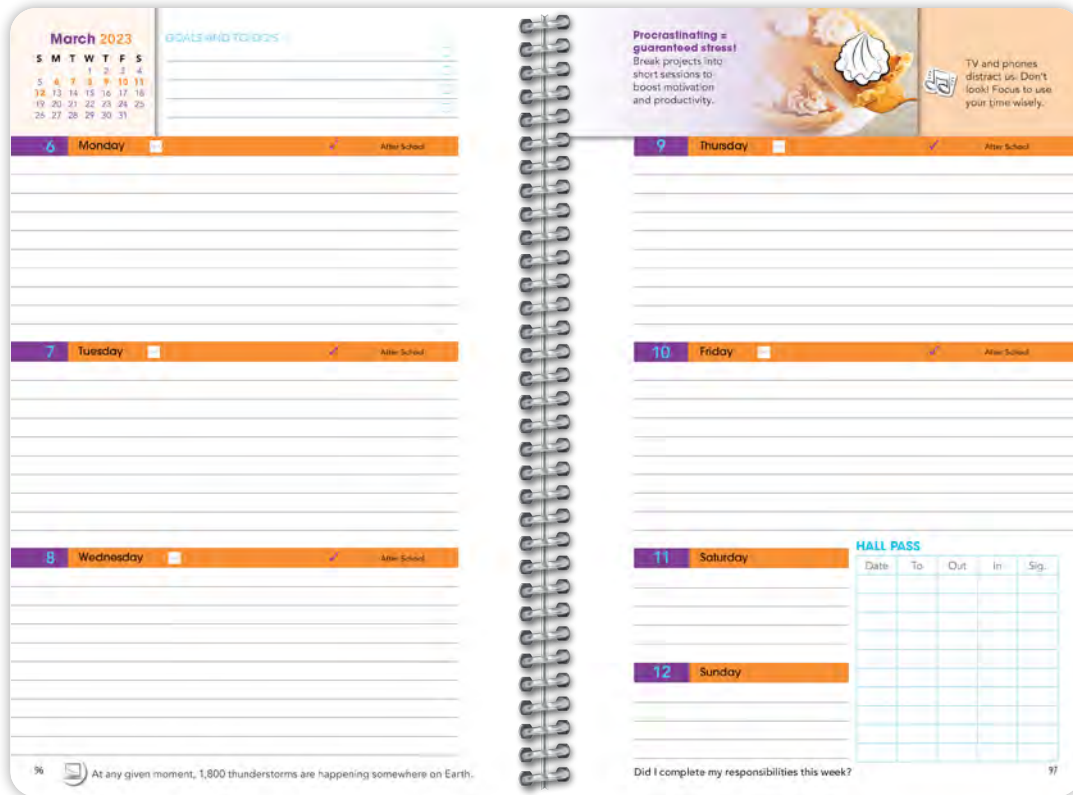 March 2023
S M T W T F S
1 2 3 4
5 6 7 8 9 10 11
12 13 14 15 16 17 18
19 20 21 22 23 24 25
26 27 28 29 30 31
GOALS AND TO-DO'S
6 Monday ✓ After School
7 Tuesday ✓ After School
8 Wednesday ✓ After School
96
At any given moment, 1,800 thunderstorms are happening somewhere on Earth.
Procrastinating =
guaranteed stress!
Break projects into
short sessions to
boost motivation
and productivity.
TV and phones
distract us. Don't
look! Focus to use
your time wisely.
9 Thursday ✓ After School
10 Friday ✓ After School
11 Saturday
HALL PASS
Date To Out In Sig.
12 Sunday
Did I complete my responsibilities this week?
97